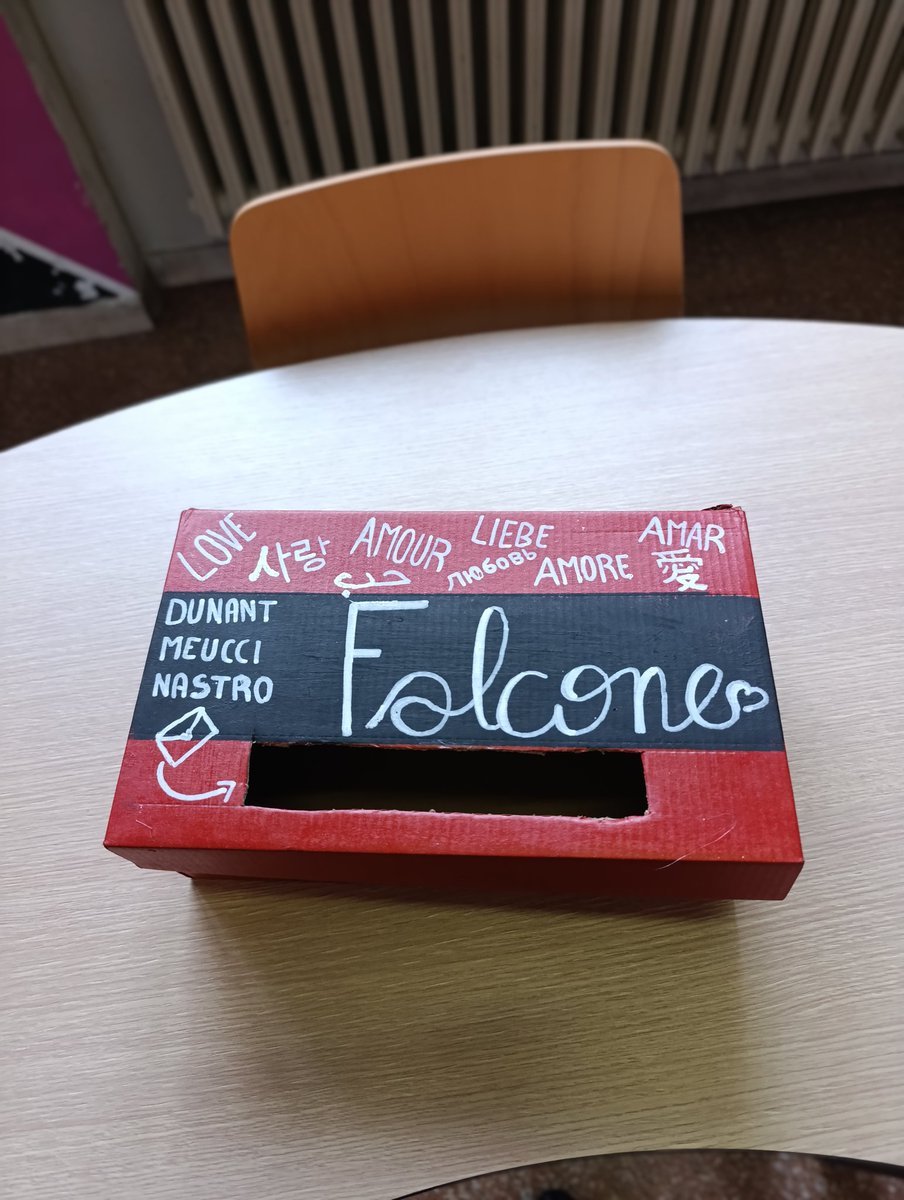 LOVE 사랑 AMOUR حب LIEBE любовь AMORE AMAR 愛
DUNANT
MEUCCI
NASTRO
Falcone